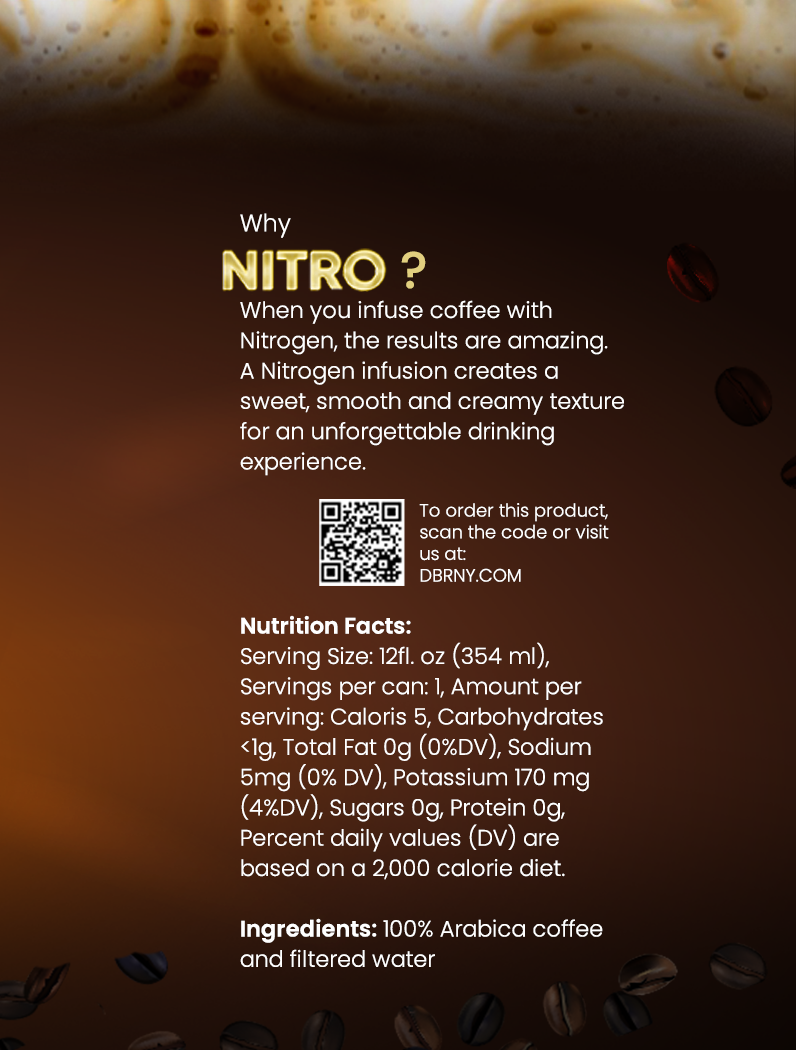 Why
NITRO ?
When you infuse coffee with
Nitrogen, the results are amazing.
A Nitrogen infusion creates a
sweet, smooth and creamy texture
for an unforgettable drinking
experience.
To order this product,
scan the code or visit
us at:
DBRNY.COM
Nutrition Facts:
Serving Size: 12fl. oz (354 ml),
Servings per can: 1, Amount per
serving: Caloris 5, Carbohydrates
<1g, Total Fat 0g (0%DV), Sodium
5mg (0% DV), Potassium 170 mg
(4%DV), Sugars 0g, Protein 0g,
Percent daily values (DV) are
based on a 2,000 calorie diet.
Ingredients: 100% Arabica coffee
and filtered water